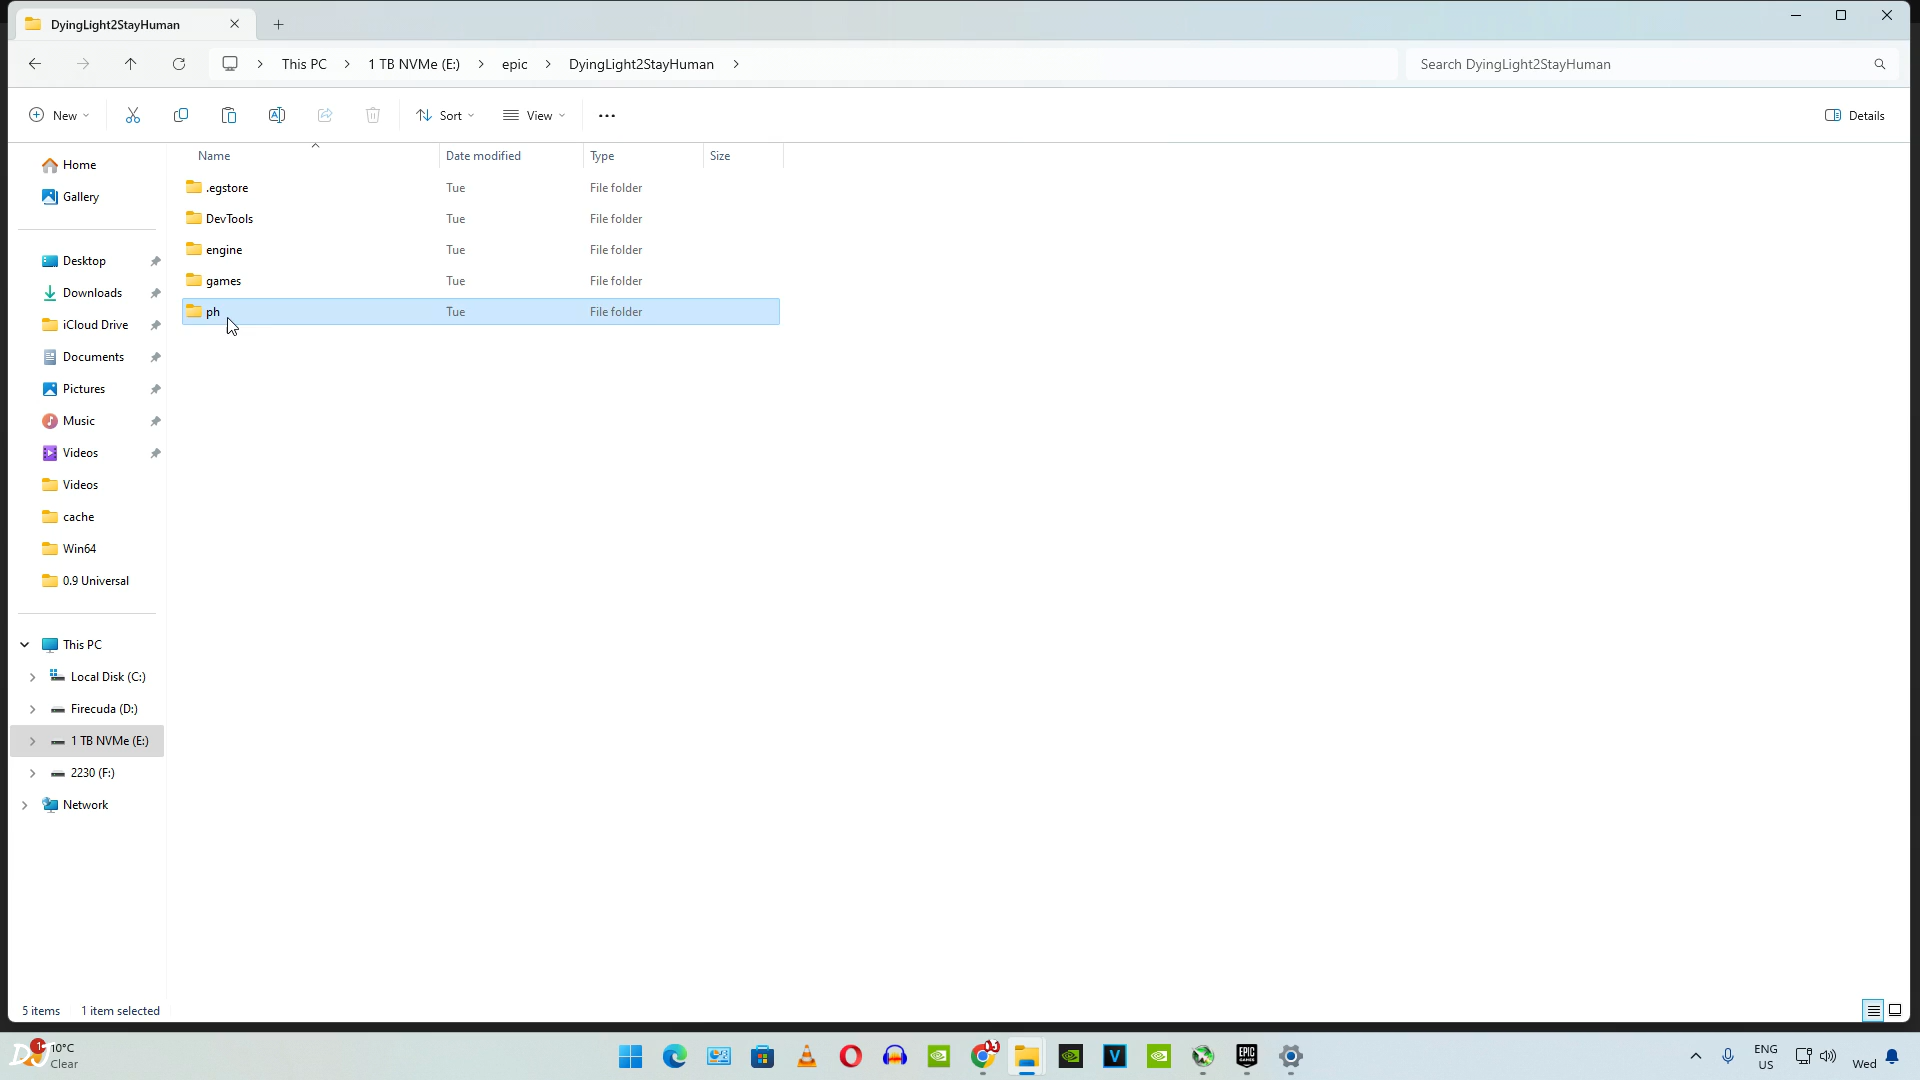 DyingLight2StayHuman
This PC
1 TB NVMe (E:)
epic
DyingLight2StayHuman
Search DyingLight2StayHuman
New
Sort
View
Details
Name
Date modified
Type
Size
.egstore
Tue
File folder
DevTools
Tue
File folder
engine
Tue
File folder
games
Tue
File folder
ph
Tue
File folder
Home
Gallery
Desktop
Downloads
iCloud Drive
Documents
Pictures
Music
Videos
Videos
cache
Win64
0.9 Universal
This PC
Local Disk (C:)
Firecuda (D:)
1 TB NVMe (E:)
2230 (F:)
Network
5 items
1 item selected
1
10°C
Clear
V
EPIC
GAMES
ENG
US
Wed